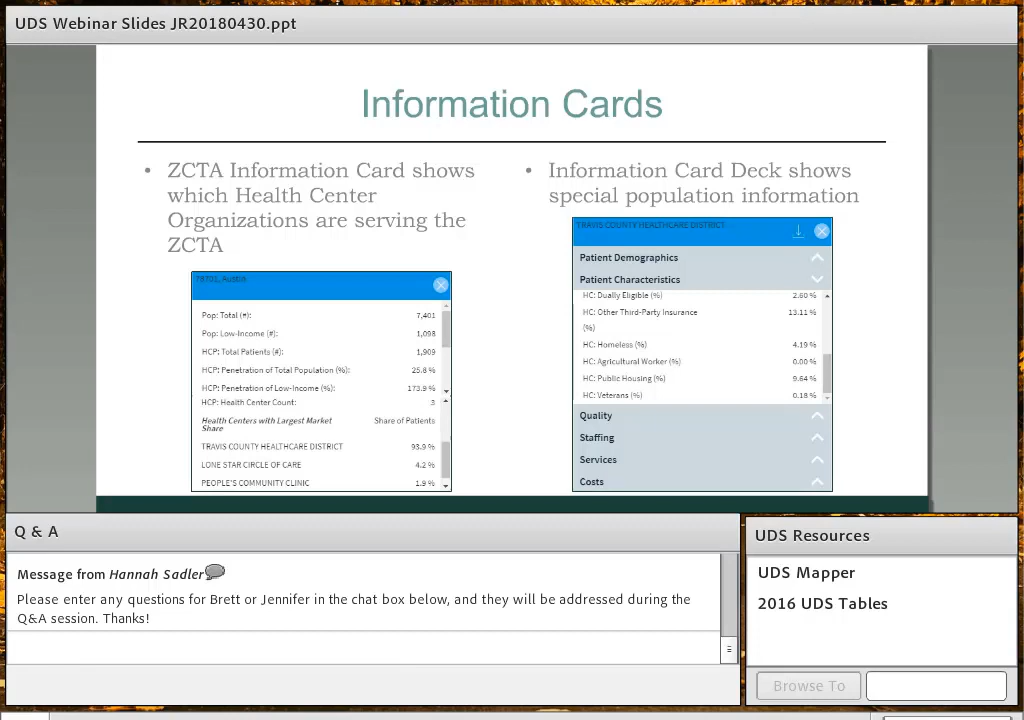 UDS Webinar Slides JR20180430.ppt
Information Cards
• ZCTA Information Card shows
which Health Center
Organizations are serving the
ZCTA
78701, Austin
Pop: Total (#): 7,401
Pop: Low-Income (#): 1,098
HCP: Total Patients (#): 1,909
HCP: Penetration of Total Population (%): 25.8 %
HCP: Penetration of Low-Income (%): 173.9 %
HCP: Health Center Count: 3
Health Centers with Largest Market Share of Patients
Share
TRAVIS COUNTY HEALTHCARE DISTRICT 93.9 %
LONE STAR CIRCLE OF CARE 4.2 %
PEOPLE'S COMMUNITY CLINIC 1.9 %
• Information Card Deck shows
special population information
TRAVIS COUNTY HEALTHCARE DISTRICT
Patient Demographics
Patient Characteristics
HC: Dually Eligible (%) 2.60 %
HC: Other Third-Party Insurance 13.11 %
(%)
HC: Homeless (%) 4.19 %
HC: Agricultural Worker (%) 0.00 %
HC: Public Housing (%) 9.64 %
HC: Veterans (%) 0.18 %
Quality
Staffing
Services
Costs
Q & A
Message from Hannah Sadler
Please enter any questions for Brett or Jennifer in the chat box below, and they will be addressed during the
Q&A session. Thanks!
UDS Resources
UDS Mapper
2016 UDS Tables
Browse To